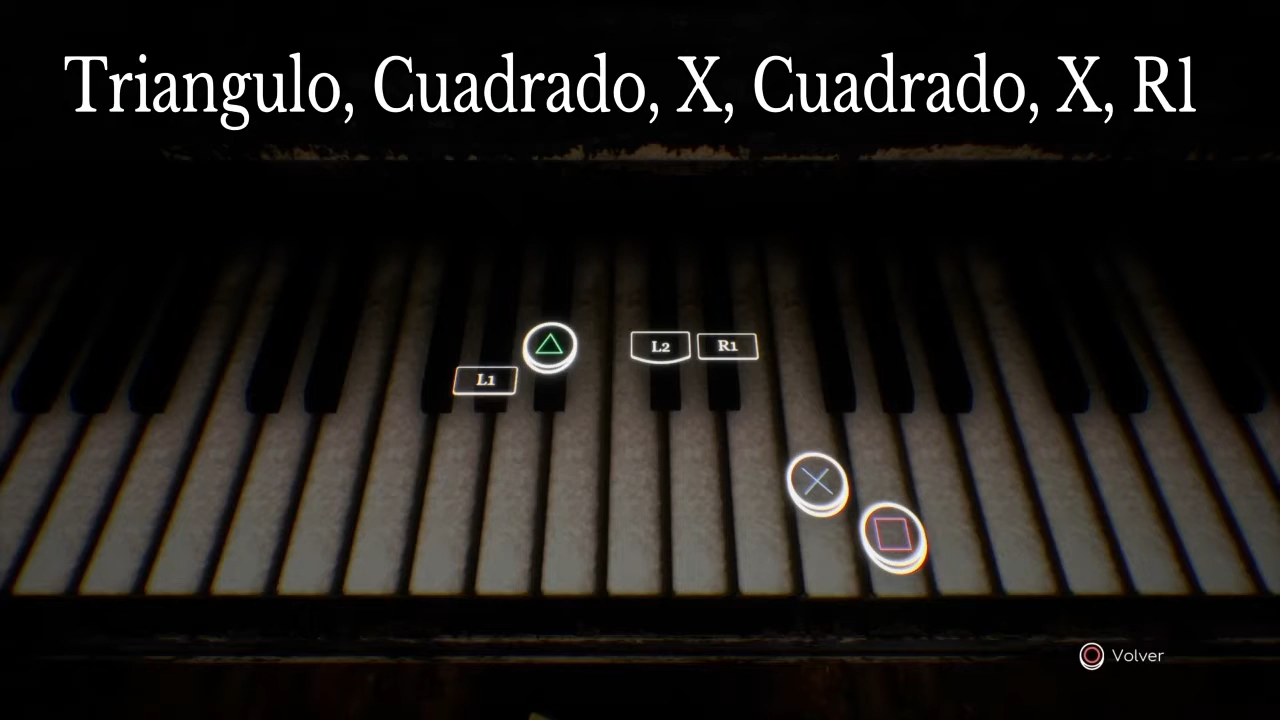 Triangulo, Cuadrado, X, Cuadrado, X, R1
L2 R1
L1
Volver